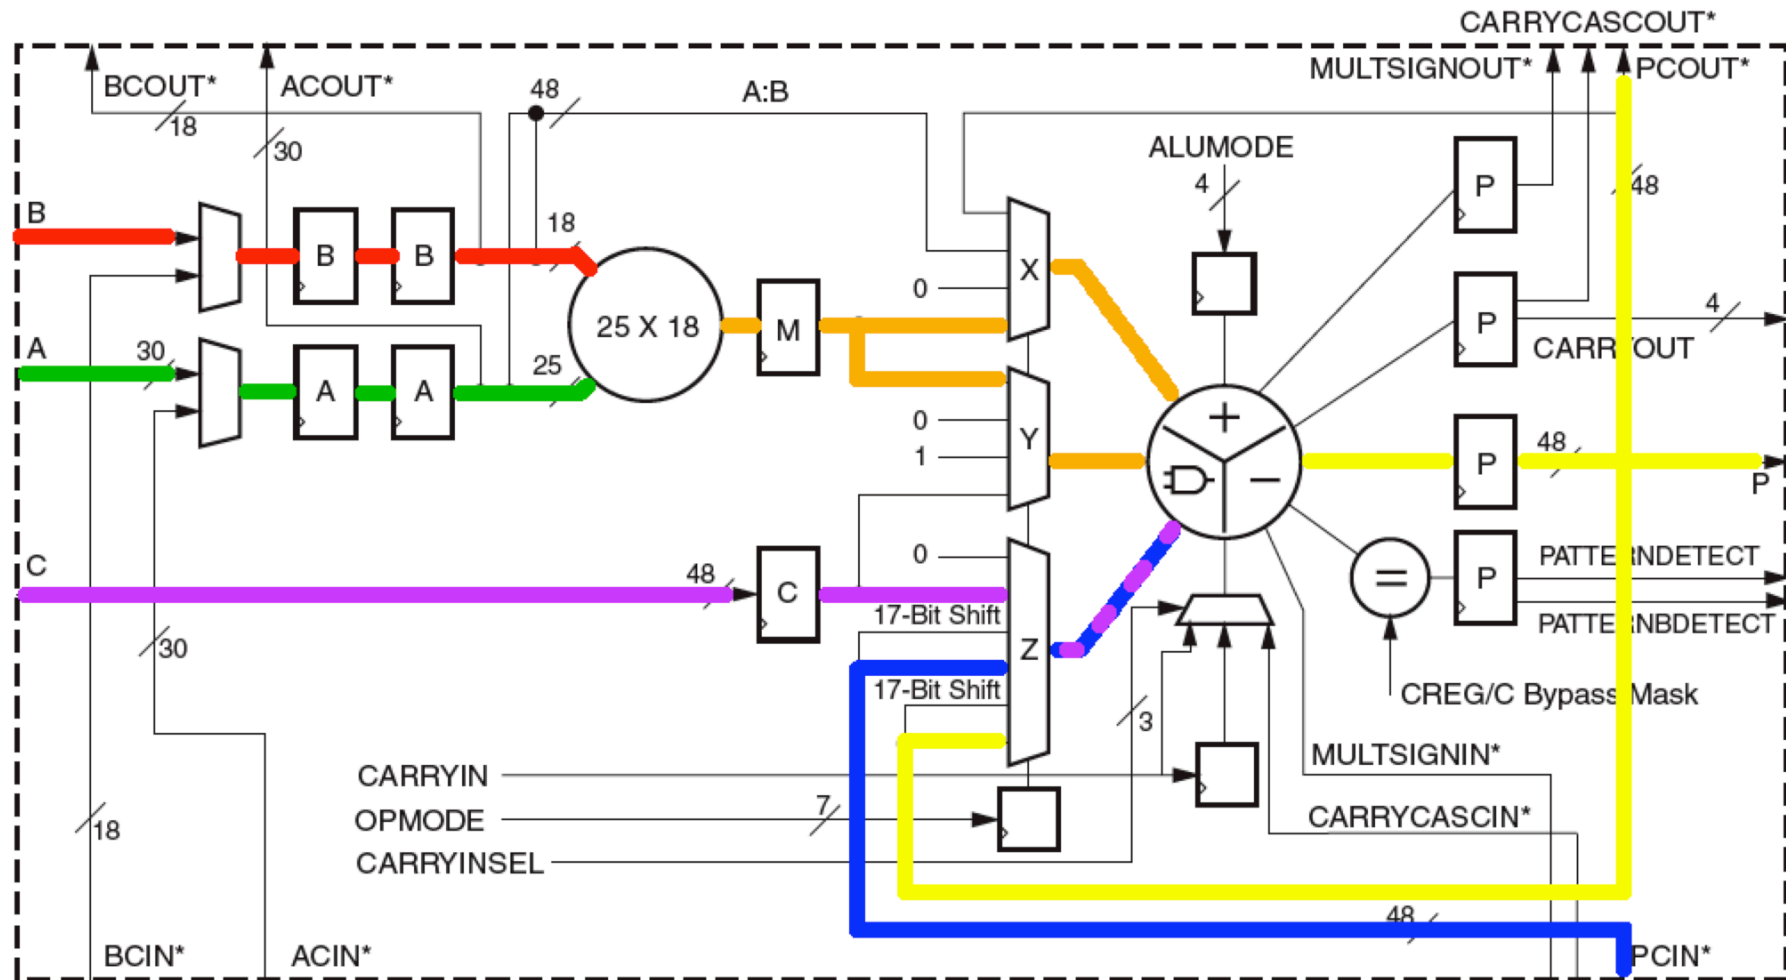 CARRYCASCOUT*
MULTSIGNOUT*
PCOUT*
BCOUT*
ACOUT*
48
A:B
18
30
ALUMODE
4
48
P
B
18
B
B
X
0
25 X 18
M
P
4
CARRYOUT
A
30
25
A
A
0
Y
1
+
−
48
P
P
C
48
C
0
17-Bit Shift
Z
17-Bit Shift
=
P
PATTERNDETECT
PATTERNBDETECT
30
3
CREG/C Bypass Mask
CARRYIN
MULTSIGNIN*
OPMODE
7
CARRYCASCIN*
18
CARRYINSEL
48
BCIN*
ACIN*
PCIN*